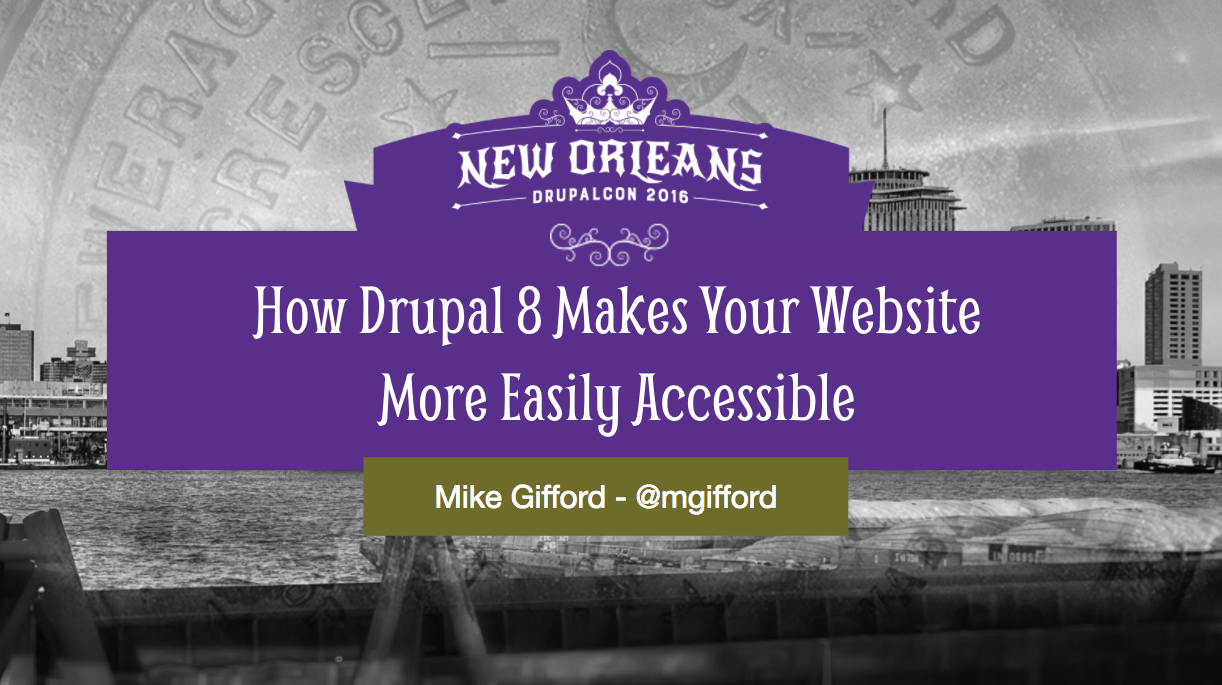 NEW ORLEANS
DRUPALCON 2016
How Drupal 8 Makes Your Website
More Easily Accessible
Mike Gifford - @mgifford